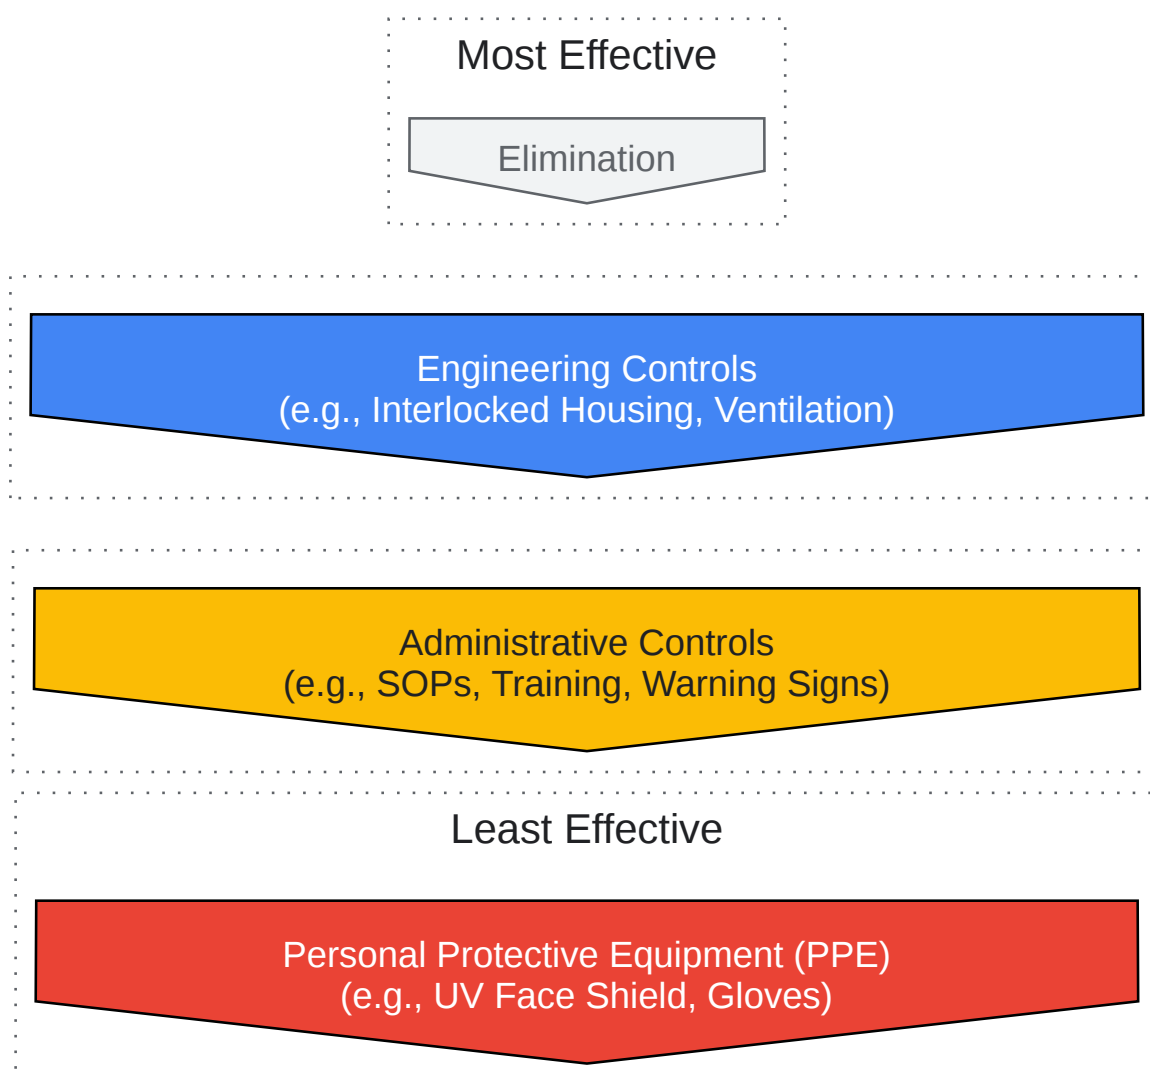 Most Effective
Elimination
Engineering Controls
(e.g., Interlocked Housing, Ventilation)
Administrative Controls
(e.g., SOPs, Training, Warning Signs)
Least Effective
Personal Protective Equipment (PPE)
(e.g., UV Face Shield, Gloves)